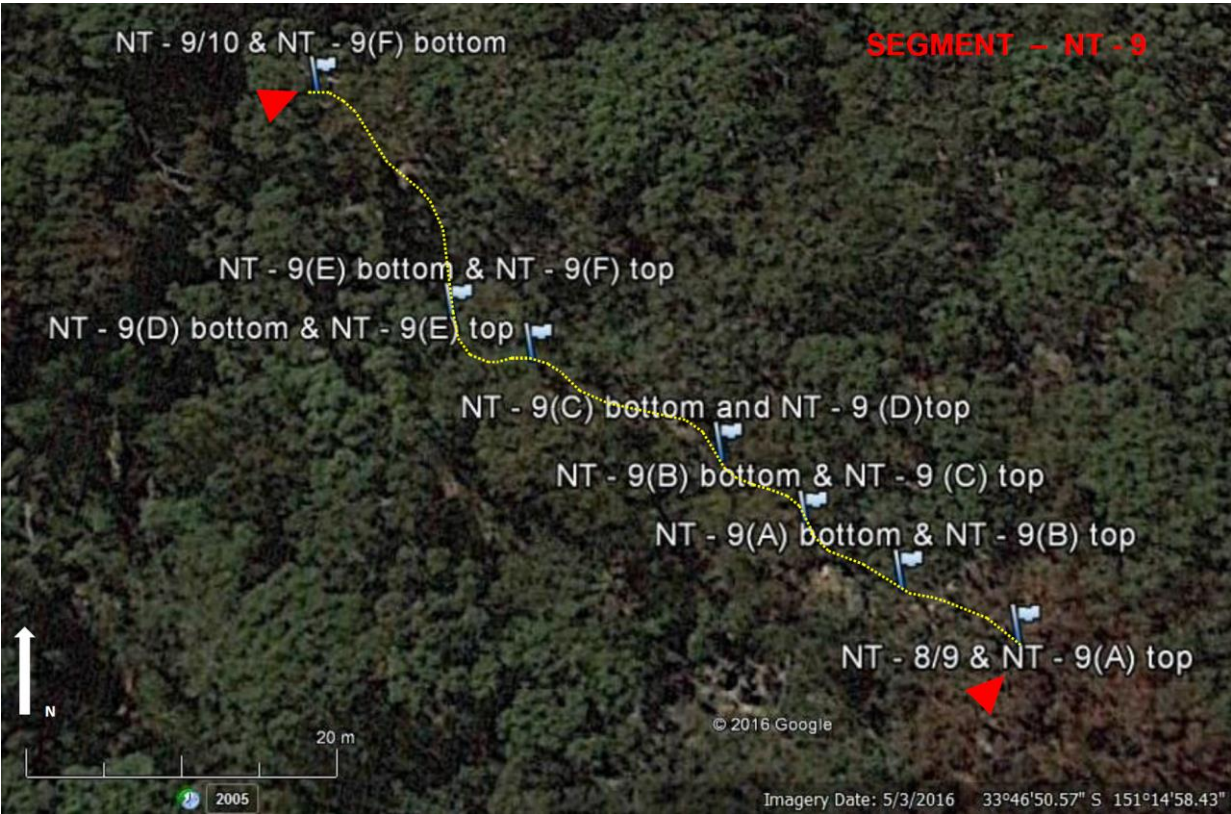 NT - 9/10 & NT - 9(F) bottom
SEGMENT – NT - 9
NT - 9(E) bottom & NT - 9(F) top
NT - 9(D) bottom & NT - 9(E) top
NT - 9(C) bottom and NT - 9 (D)top
NT - 9(B) bottom & NT - 9 (C) top
NT - 9(A) bottom & NT - 9(B) top
NT - 8/9 & NT - 9(A) top
N
© 2016 Google
20 m
2005
Imagery Date: 5/3/2016 33°46'50.57" S 151°14'58.43"